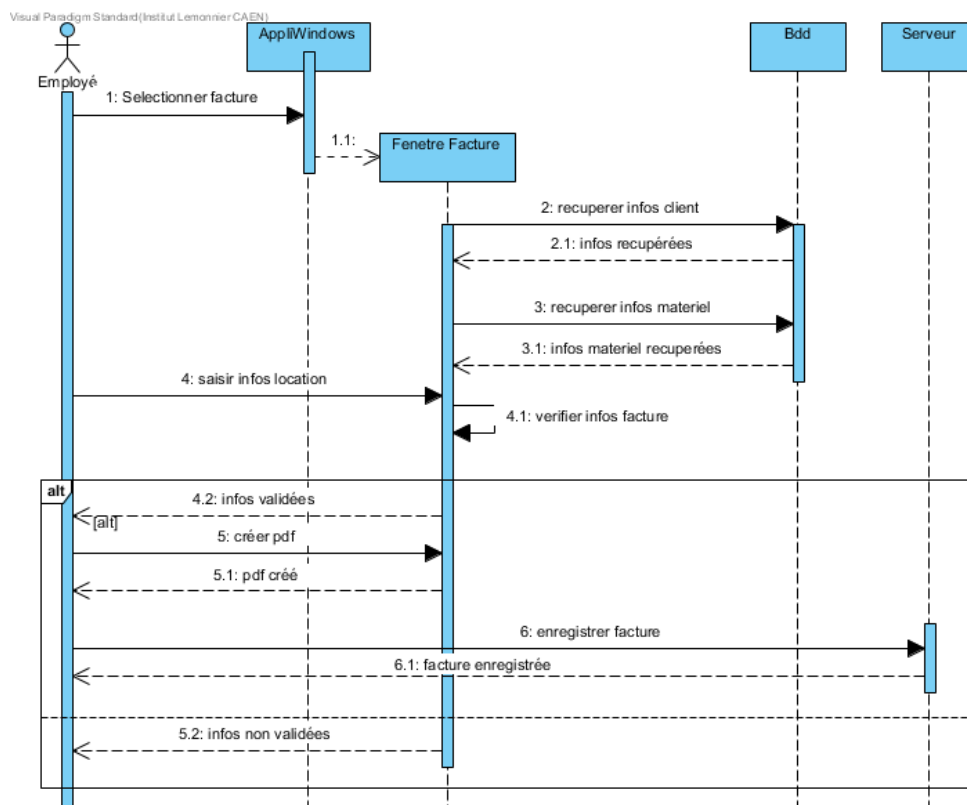 Visual Paradigm Standard(Institut Lemonnier CAEN)
Employé
AppliWindows
Bdd
Serveur
1: Selectionner facture
1.1:
Fenetre Facture
2: recuperer infos client
2.1: infos recupérées
3: recuperer infos materiel
3.1: infos materiel recuperées
4: saisir infos location
4.1: verifier infos facture
alt
4.2: infos validées
[alt]
5: créer pdf
5.1: pdf créé
6: enregistrer facture
6.1: facture enregistrée
5.2: infos non validées